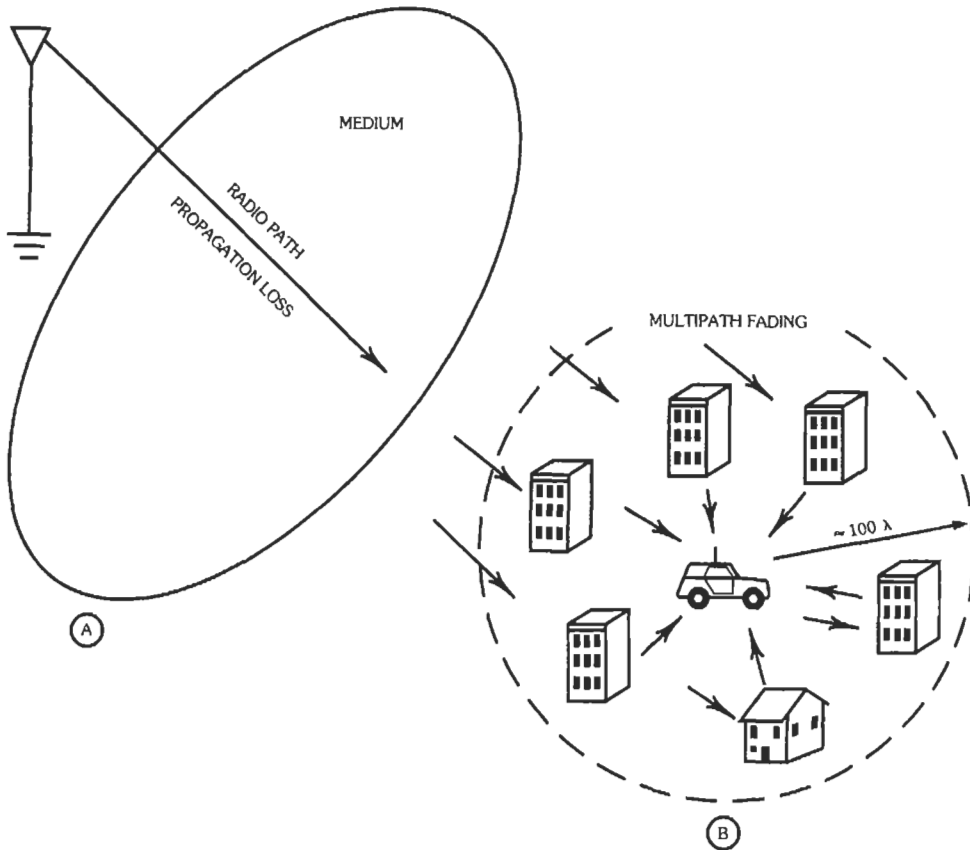 MEDIUM
RADIO PATH
PROPAGATION LOSS
MULTIPATH FADING
≈ 100 λ
A
B